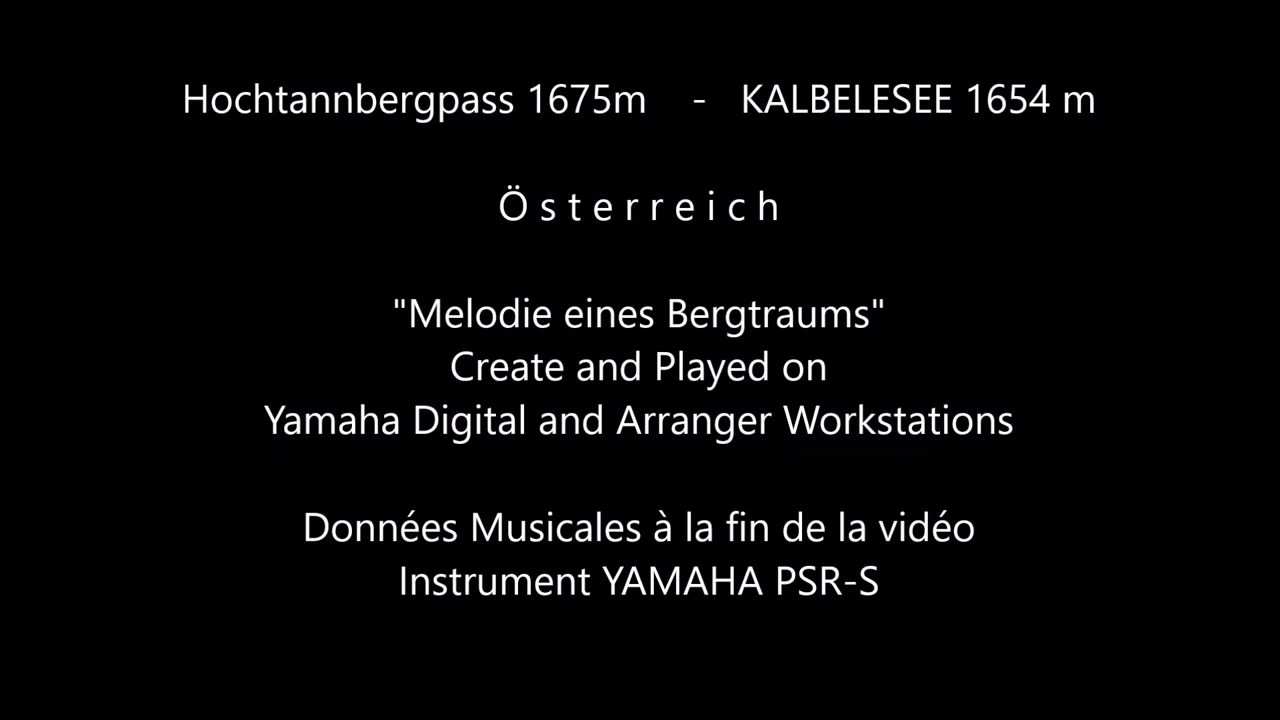 Hochtannbergpass 1675m - KALBELESEE 1654 m
Ö s t e r r e i c h
"Melodie eines Bergtraums"
Create and Played on
Yamaha Digital and Arranger Workstations
Données Musicales à la fin de la vidéo
Instrument YAMAHA PSR-S